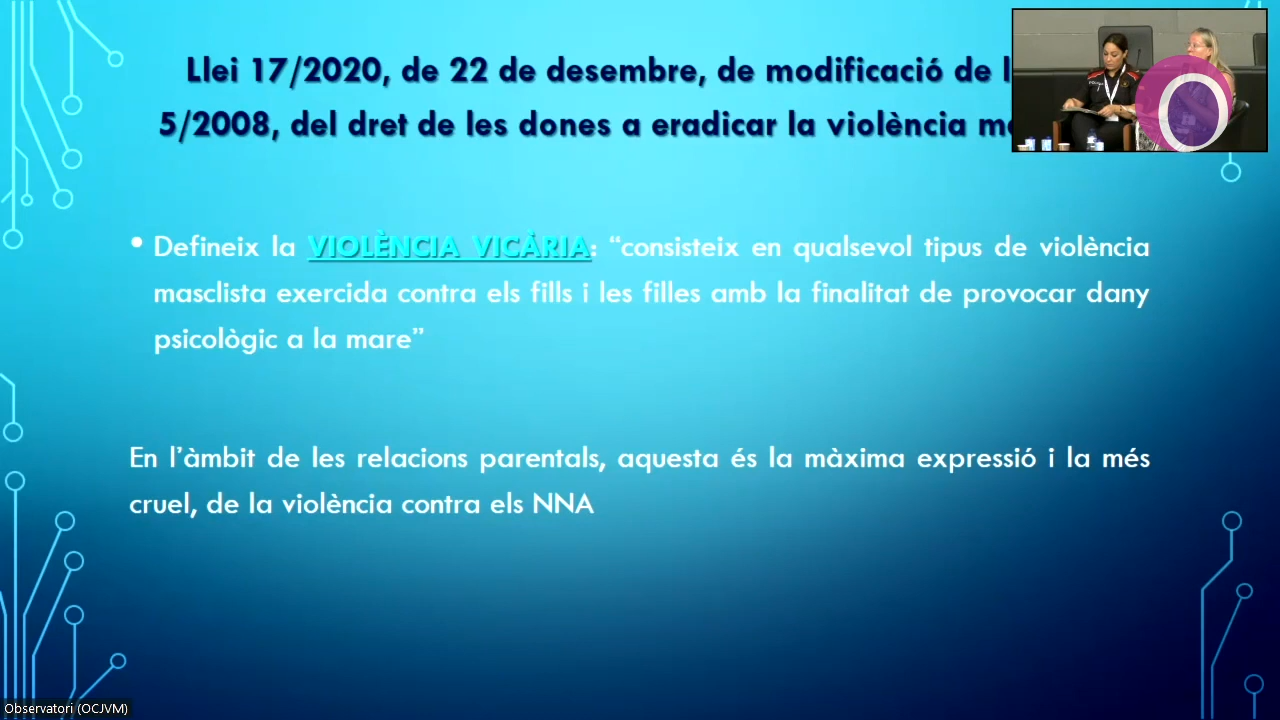 Llei 17/2020, de 22 de desembre, de modificació de
5/2008, del dret de les dones a eradicar la violència
• Defineix la VIOLÈNCIA VICÀRIA: “consisteix en qualsevol tipus de violència
masclista exercida contra els fills i les filles amb la finalitat de provocar dany
psicològic a la mare”
En l’àmbit de les relacions parentals, aquesta és la màxima expressió i la més
cruel, de la violència contra els NNA
Observatori (OCJVM)